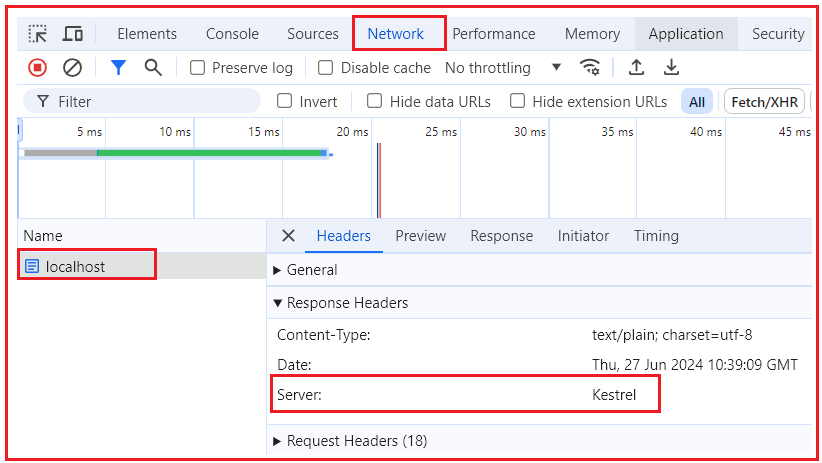 Elements Console Sources Network Performance Memory Application Security
Preserve log Disable cache No throttling
Filter Invert Hide data URLs Hide extension URLs All Fetch/XHR
5 ms 10 ms 15 ms 20 ms 25 ms 30 ms 35 ms 40 ms 45 ms
Name Headers Preview Response Initiator Timing
localhost General
Response Headers
Content-Type: text/plain; charset=utf-8
Date: Thu, 27 Jun 2024 10:39:09 GMT
Server: Kestrel
Request Headers (18)